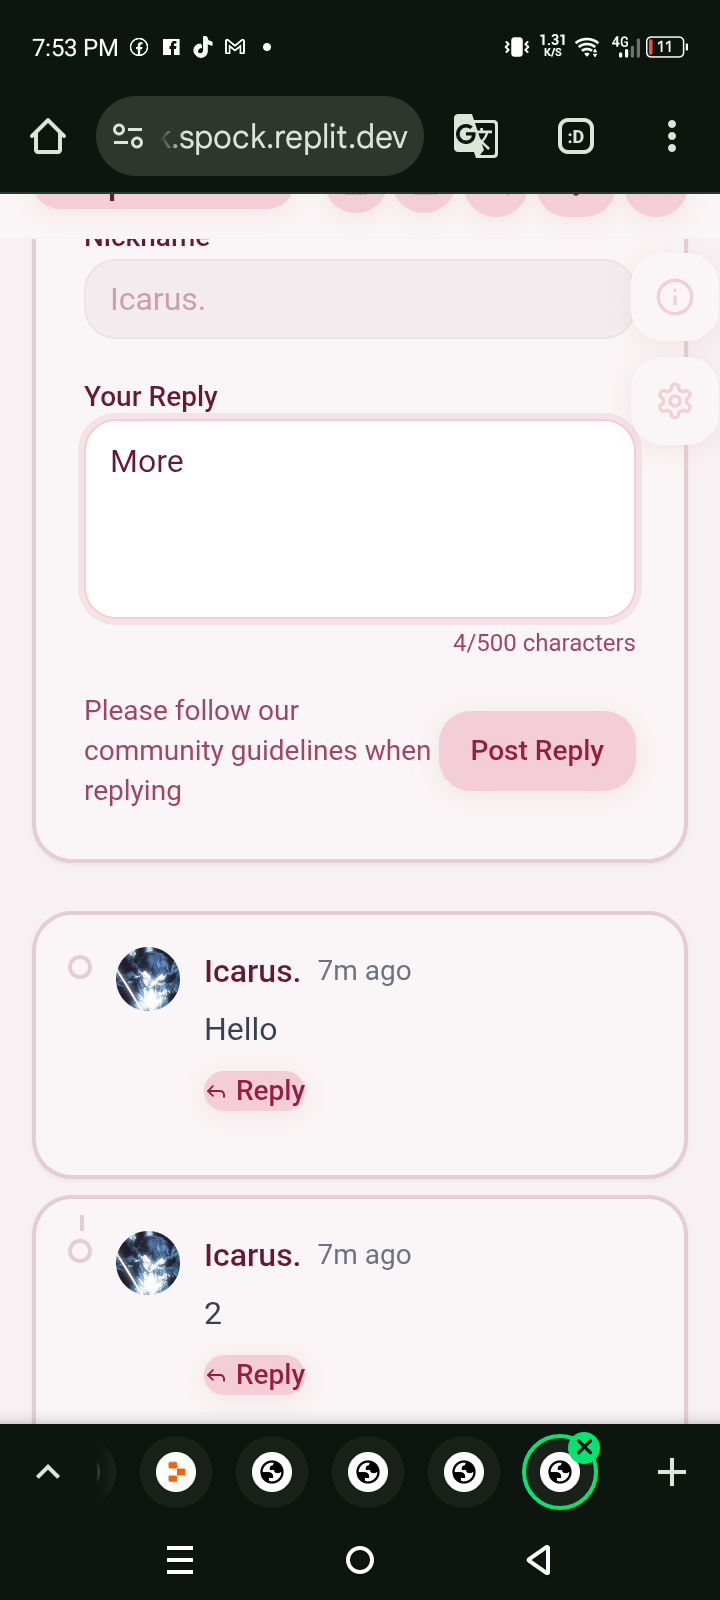 7:53 PM
1.31
K/S
4G
11
.spock.replit.dev
:D
Nickname
Icarus.
Your Reply
More
4/500 characters
Please follow our
community guidelines when
replying
Post Reply
Icarus. 7m ago
Hello
Reply
Icarus. 7m ago
2
Reply